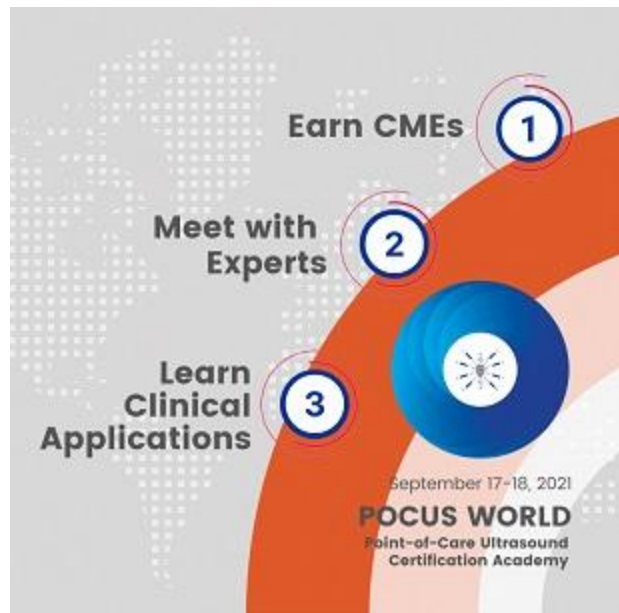 Earn CMEs
1
Meet with
Experts
2
Learn
Clinical
Applications
3
September 17-18, 2021
POCUS WORLD
Point-of-Care Ultrasound
Certification Academy